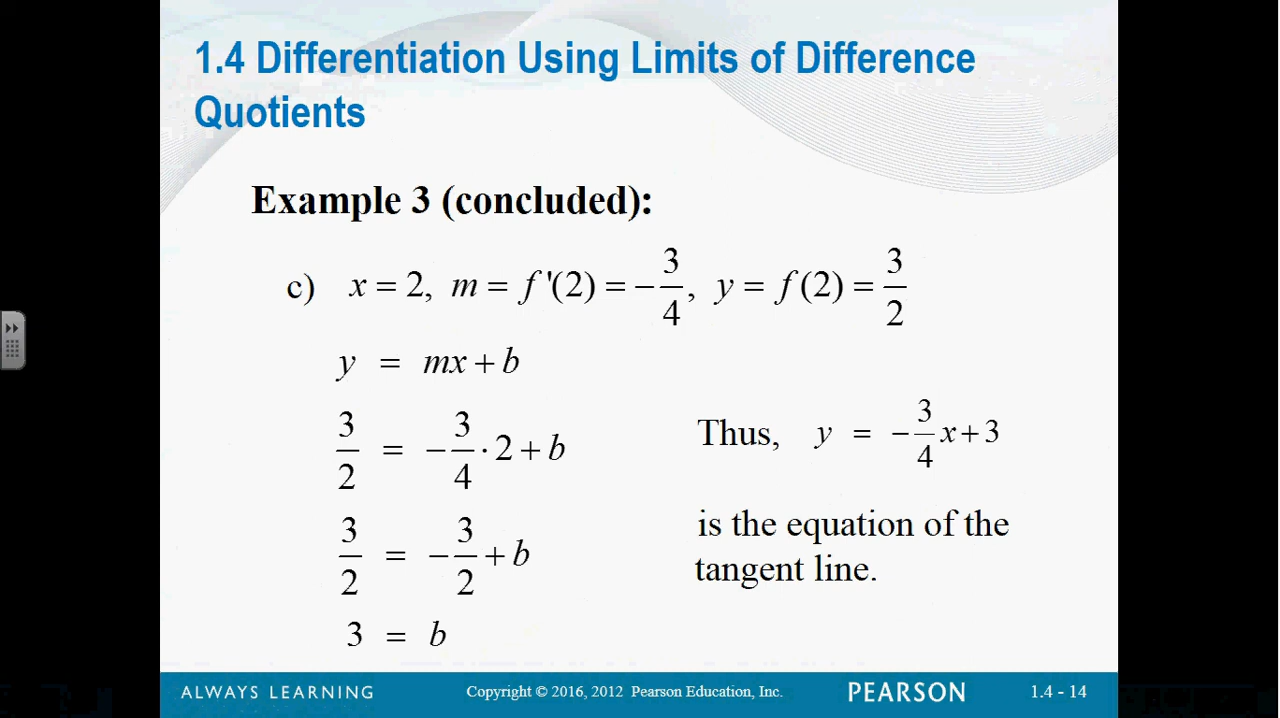 1.4 Differentiation Using Limits of Difference
Quotients
Example 3 (concluded):
c) x = 2, m = f '(2) = −3/4, y = f (2) = 3/2
y = mx + b
3/2 = −3/4 · 2 + b
3/2 = −3/2 + b
3 = b
Thus, y = −3/4 x + 3
is the equation of the
tangent line.
ALWAYS LEARNING Copyright © 2016, 2012 Pearson Education, Inc. PEARSON 1.4 - 14